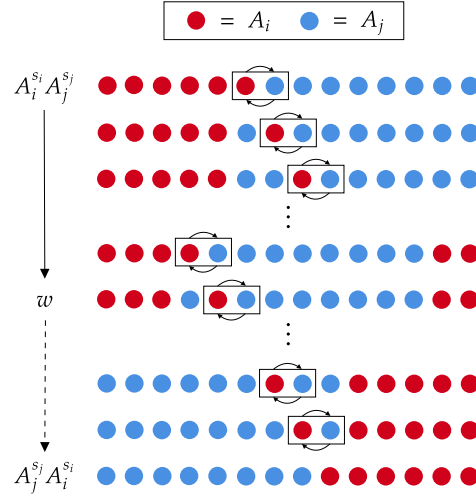 = A_i = A_j
A_i^{s_i} A_j^{s_j}
⋮
w
⋮
A_j^{s_j} A_i^{s_i}